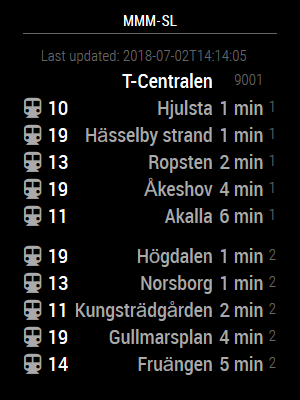 MMM-SL
Last updated: 2018-07-02T14:14:05
T-Centralen 9001
10 Hjulsta 1 min 1
19 Hässelby strand 1 min 1
13 Ropsten 2 min 1
19 Åkeshov 4 min 1
11 Akalla 6 min 1
19 Högdalen 1 min 2
13 Norsborg 1 min 2
11 Kungsträdgården 2 min 2
19 Gullmarsplan 4 min 2
14 Fruängen 5 min 2